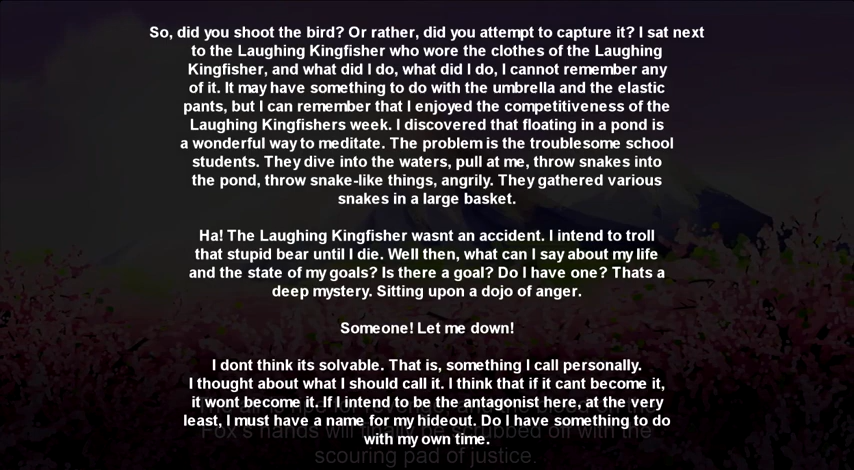 So, did you shoot the bird? Or rather, did you attempt to capture it? I sat next
to the Laughing Kingfisher who wore the clothes of the Laughing
Kingfisher, and what did I do, what did I do, I cannot remember any
of it. It may have something to do with the umbrella and the elastic
pants, but I can remember that I enjoyed the competitiveness of the
Laughing Kingfishers week. I discovered that floating in a pond is
a wonderful way to meditate. The problem is the troublesome school
students. They dive into the waters, pull at me, throw snakes into
the pond, throw snake-like things, angrily. They gathered various
snakes in a large basket.
Ha! The Laughing Kingfisher wasnt an accident. I intend to troll
that stupid bear until I die. Well then, what can I say about my life
and the state of my goals? Is there a goal? Do I have one? Thats a
deep mystery. Sitting upon a dojo of anger.
Someone! Let me down!
I dont think its solvable. That is, something I call personally.
I thought about what I should call it. I think that if it cant become it,
it wont become it. If I intend to be the antagonist here, at the very
least, I must have a name for my hideout. Do I have something to do
with my own time.
Fox's hands will finally be scrubbed off with the
scouring pad of justice.